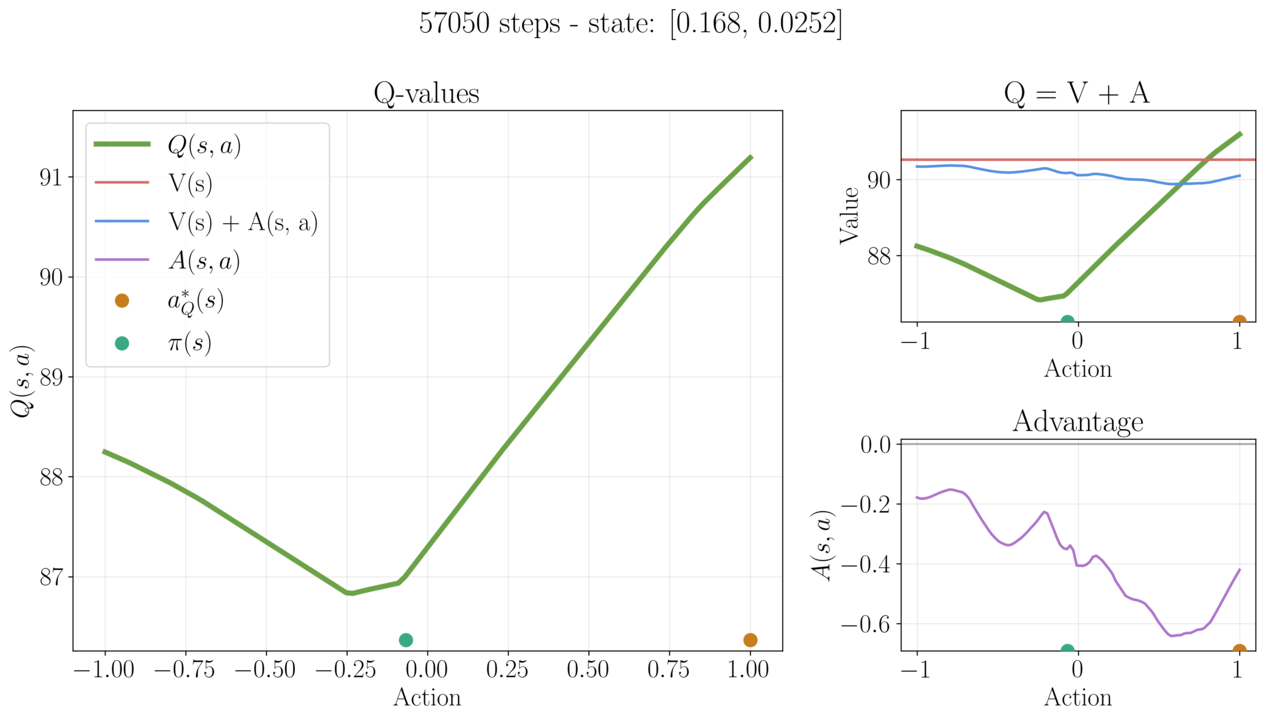 57050 steps - state: [0.168, 0.0252]
Q-values
Q(s, a)
V(s)
V(s) + A(s, a)
A(s, a)
a*Q(s)
π(s)
91
90
89
88
87
Q(s, a)
−1.00 −0.75 −0.50 −0.25 0.00 0.25 0.50 0.75 1.00
Action
Q = V + A
90
88
Value
−1 0 1
Action
Advantage
0.0
−0.2
−0.4
−0.6
A(s, a)
−1 0 1
Action